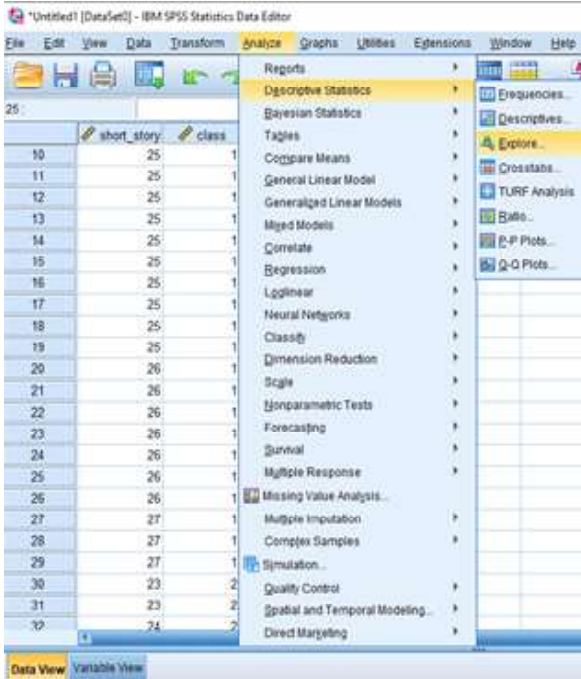 *Untitled1 [DataSet0] - IBM SPSS Statistics Data Editor
File Edit View Data Transform Analyze Graphs Utilities Extensions Window Help
25 :
short_story class
10 25 1
11 25 1
12 25 1
13 25 1
14 25 1
15 25 1
16 25 1
17 25 1
18 25 1
19 25 1
20 26 1
21 26 1
22 26 1
23 26 1
24 26 1
25 26 1
26 26 1
27 27 1
28 27 1
29 27 1
30 23 2
31 23 2
32 24 2
Reports
Descriptive Statistics
Bayesian Statistics
Tables
Compare Means
General Linear Model
Generalized Linear Models
Mixed Models
Correlate
Regression
Loglinear
Neural Networks
Classify
Dimension Reduction
Scale
Nonparametric Tests
Forecasting
Survival
Multiple Response
Missing Value Analysis...
Multiple Imputation
Complex Samples
Simulation...
Quality Control
Spatial and Temporal Modeling...
Direct Marketing
Frequencies...
Descriptives...
Explore...
Crosstabs...
TURF Analysis
Ratio...
P-P Plots...
Q-Q Plots...
Data View Variable View